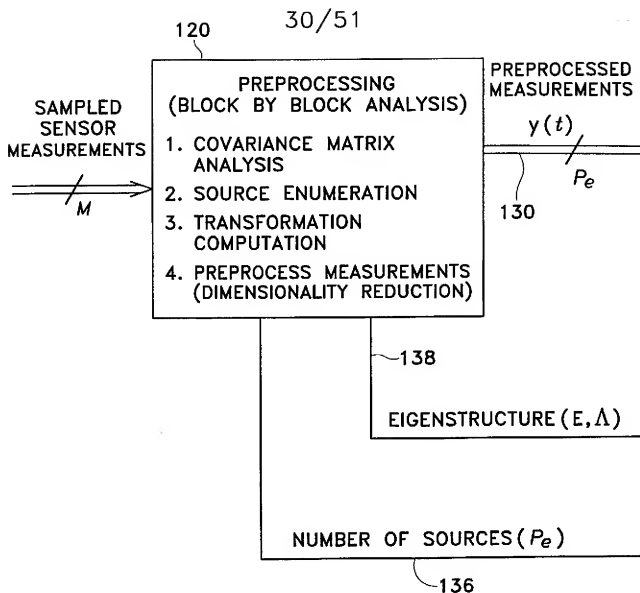 30/51
120
PREPROCESSING
(BLOCK BY BLOCK ANALYSIS)
1. COVARIANCE MATRIX
ANALYSIS
2. SOURCE ENUMERATION
3. TRANSFORMATION
COMPUTATION
4. PREPROCESS MEASUREMENTS
(DIMENSIONALITY REDUCTION)
SAMPLED
SENSOR
MEASUREMENTS
M
PREPROCESSED
MEASUREMENTS
y(t)
Pe
130
138
EIGENSTRUCTURE (E,Λ)
NUMBER OF SOURCES (Pe)
136